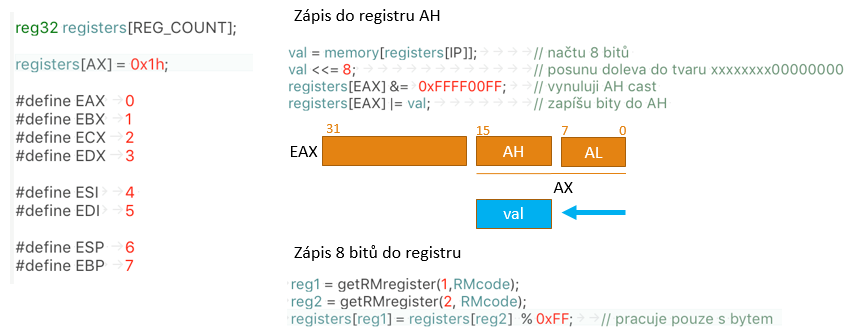 reg32 registers[REG_COUNT];
registers[AX] = 0x1h;
#define EAX 0
#define EBX 1
#define ECX 2
#define EDX 3
#define ESI 4
#define EDI 5
#define ESP 6
#define EBP 7
Zápis do registru AH
val = memory[registers[IP]]; // načtu 8 bitů
val <<= 8; // posunu doleva do tvaru xxxxxxxx00000000
registers[EAX] &= 0xFFFF00FF; // vynuluji AH cast
registers[EAX] |= val; // zapíšu bity do AH
31 15 7 0
EAX AH AL
AX
val
Zápis 8 bitů do registru
reg1 = getRMregister(1,RMcode);
reg2 = getRMregister(2, RMcode);
registers[reg1] = registers[reg2] % 0xFF; // pracuje pouze s bytem